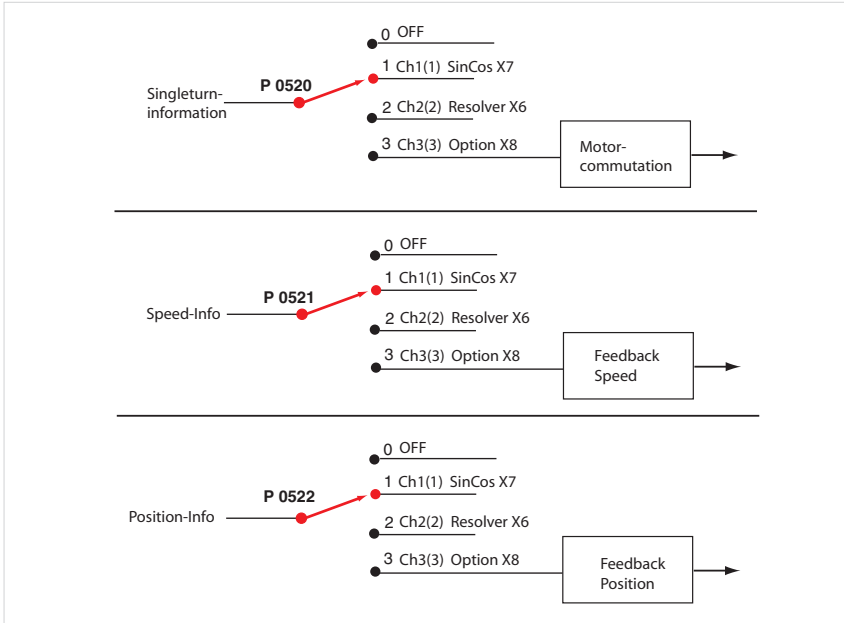 0 OFF
P 0520
1 Ch1(1) SinCos X7
Singleturn-
information
2 Ch2(2) Resolver X6
3 Ch3(3) Option X8
Motor-
commutation
0 OFF
1 Ch1(1) SinCos X7
P 0521
Speed-Info
2 Ch2(2) Resolver X6
3 Ch3(3) Option X8
Feedback
Speed
0 OFF
1 Ch1(1) SinCos X7
P 0522
Position-Info
2 Ch2(2) Resolver X6
3 Ch3(3) Option X8
Feedback
Position